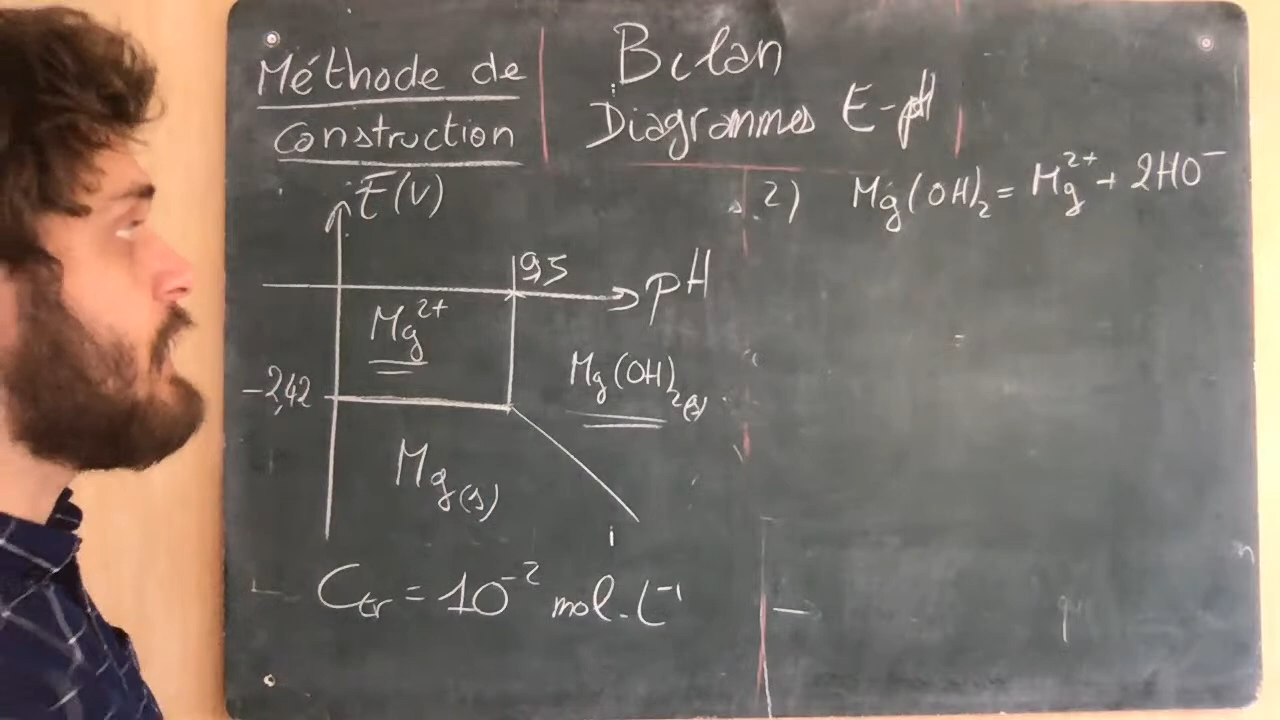 Méthode de
Construction
Bilan
Diagrammes E-pH
E(V)
9,5
pH
Mg²⁺
Mg(OH)₂(s)
-2,42
Mg(s)
Ctr = 10⁻² mol.L⁻¹
2) Mg(OH)₂ = Mg²⁺ + 2HO⁻